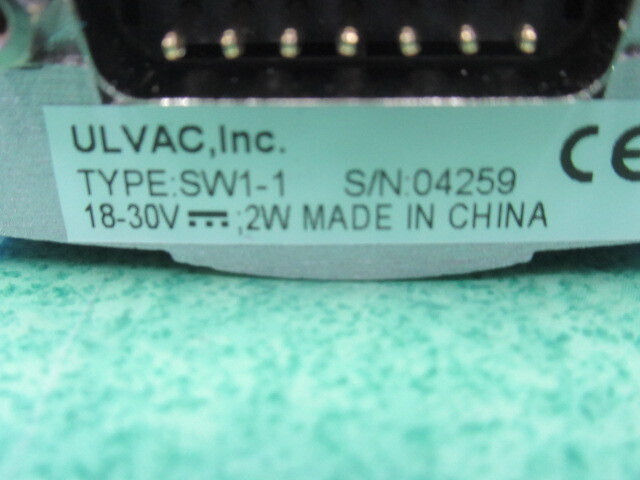 ULVAC,Inc.
CE
TYPE:SW1-1 S/N:04259
18-30V ⎓;2W MADE IN CHINA